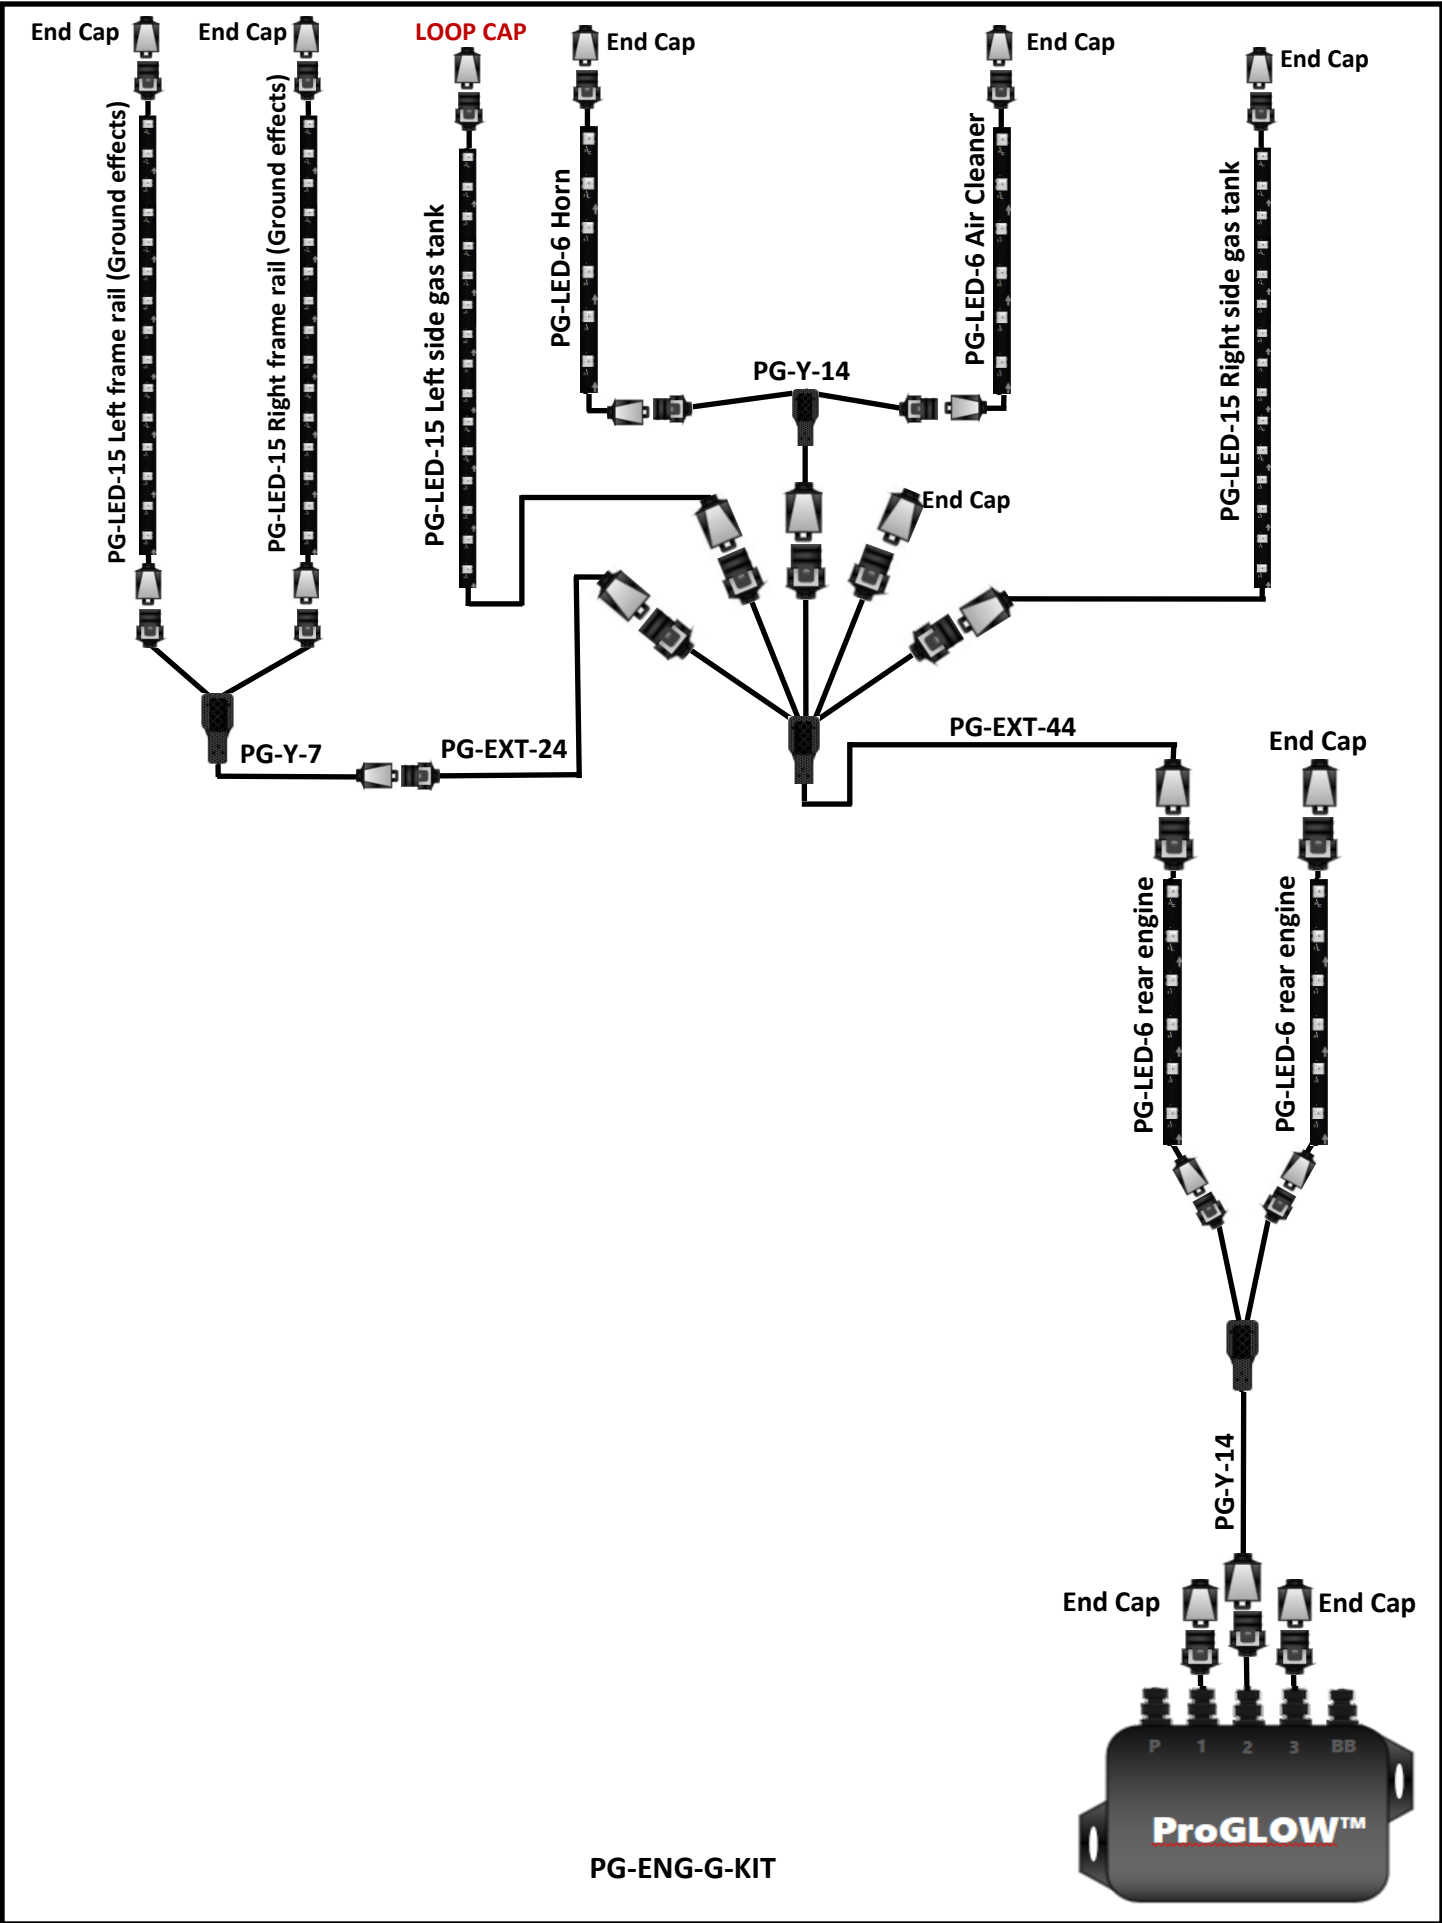 End Cap
End Cap
LOOP CAP
End Cap
End Cap
End Cap
PG-LED-15 Left frame rail (Ground effects)
PG-LED-15 Right frame rail (Ground effects)
PG-LED-15 Left side gas tank
PG-LED-6 Horn
PG-LED-6 Air Cleaner
PG-LED-15 Right side gas tank
PG-Y-14
End Cap
PG-Y-7
PG-EXT-24
PG-EXT-44
End Cap
PG-LED-6 rear engine
PG-LED-6 rear engine
PG-Y-14
End Cap
End Cap
P 1 2 3 BB
ProGLOW™
PG-ENG-G-KIT